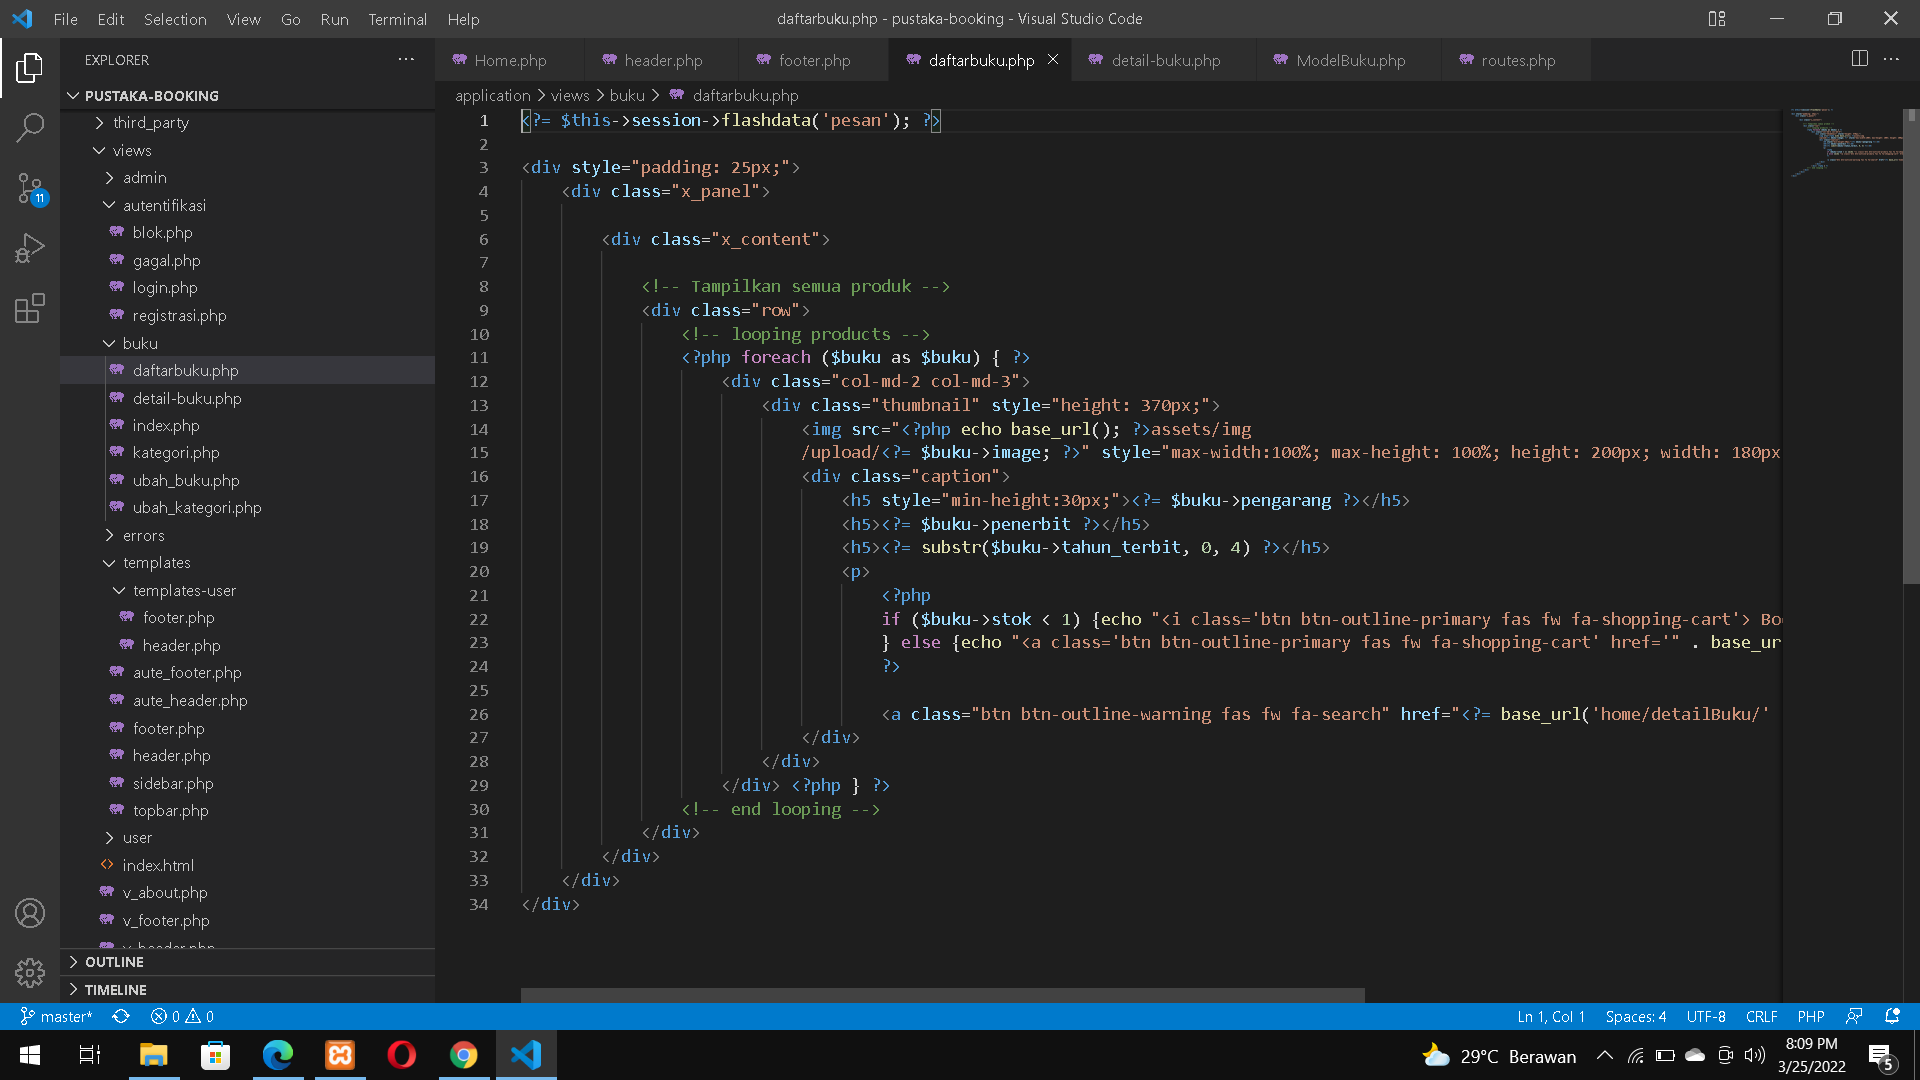 File Edit Selection View Go Run Terminal Help
daftarbuku.php - pustaka-booking - Visual Studio Code
EXPLORER
Home.php header.php footer.php daftarbuku.php detail-buku.php ModelBuku.php routes.php
PUSTAKA-BOOKING
third_party
views
admin
autentifikasi
blok.php
gagal.php
login.php
registrasi.php
buku
daftarbuku.php
detail-buku.php
index.php
kategori.php
ubah_buku.php
ubah_kategori.php
errors
templates
templates-user
footer.php
header.php
aute_footer.php
aute_header.php
footer.php
header.php
sidebar.php
topbar.php
user
index.html
v_about.php
v_footer.php
v_header.php
OUTLINE
TIMELINE
11
application > views > buku > daftarbuku.php
1 <?= $this->session->flashdata('pesan'); ?>
2
3 <div style="padding: 25px;">
4 <div class="x_panel">
5
6 <div class="x_content">
7
8 <!-- Tampilkan semua produk -->
9 <div class="row">
10 <!-- looping products -->
11 <?php foreach ($buku as $buku) { ?>
12 <div class="col-md-2 col-md-3">
13 <div class="thumbnail" style="height: 370px;">
14 <img src="<?php echo base_url(); ?>assets/img
15 /upload/<?= $buku->image; ?>" style="max-width:100%; max-height: 100%; height: 200px; width: 180px
16 <div class="caption">
17 <h5 style="min-height:30px;"><?= $buku->pengarang ?></h5>
18 <h5><?= $buku->penerbit ?></h5>
19 <h5><?= substr($buku->tahun_terbit, 0, 4) ?></h5>
20 <p>
21 <?php
22 if ($buku->stok < 1) {echo "<i class='btn btn-outline-primary fas fw fa-shopping-cart'> Bo
23 } else {echo "<a class='btn btn-outline-primary fas fw fa-shopping-cart' href='" . base_ur
24 ?>
25
26 <a class="btn btn-outline-warning fas fw fa-search" href="<?= base_url('home/detailBuku/'
27 </div>
28 </div>
29 </div> <?php } ?>
30 <!-- end looping -->
31 </div>
32 </div>
33 </div>
34 </div>
master* 0 0
Ln 1, Col 1 Spaces: 4 UTF-8 CRLF PHP
29°C Berawan
8:09 PM
3/25/2022
5